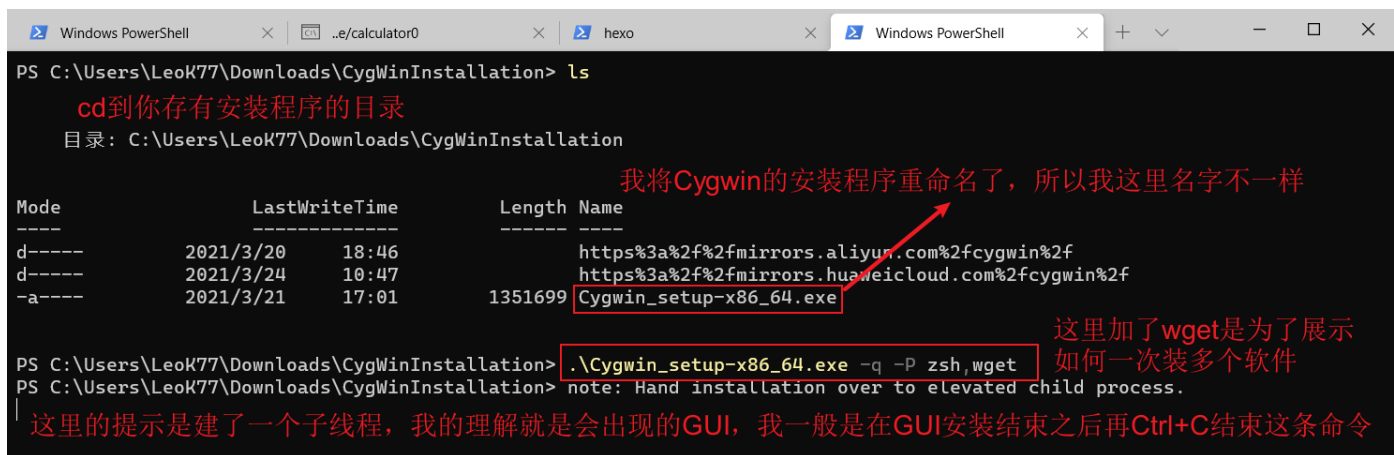 Windows PowerShell ..e/calculator0 hexo Windows PowerShell
PS C:\Users\LeoK77\Downloads\CygWinInstallation> ls
cd到你存有安装程序的目录
目录: C:\Users\LeoK77\Downloads\CygWinInstallation
我将Cygwin的安装程序重命名了，所以我这里名字不一样
Mode LastWriteTime Length Name
---- ------------- ------ ----
d----- 2021/3/20 18:46 https%3a%2f%2fmirrors.aliyun.com%2fcygwin%2f
d----- 2021/3/24 10:47 https%3a%2f%2fmirrors.huaweicloud.com%2fcygwin%2f
-a---- 2021/3/21 17:01 1351699 Cygwin_setup-x86_64.exe
这里加了wget是为了展示
如何一次装多个软件
PS C:\Users\LeoK77\Downloads\CygWinInstallation> .\Cygwin_setup-x86_64.exe -q -P zsh,wget
PS C:\Users\LeoK77\Downloads\CygWinInstallation> note: Hand installation over to elevated child process.
这里的提示是建了一个子线程，我的理解就是会出现的GUI，我一般是在GUI安装结束之后再Ctrl+C结束这条命令